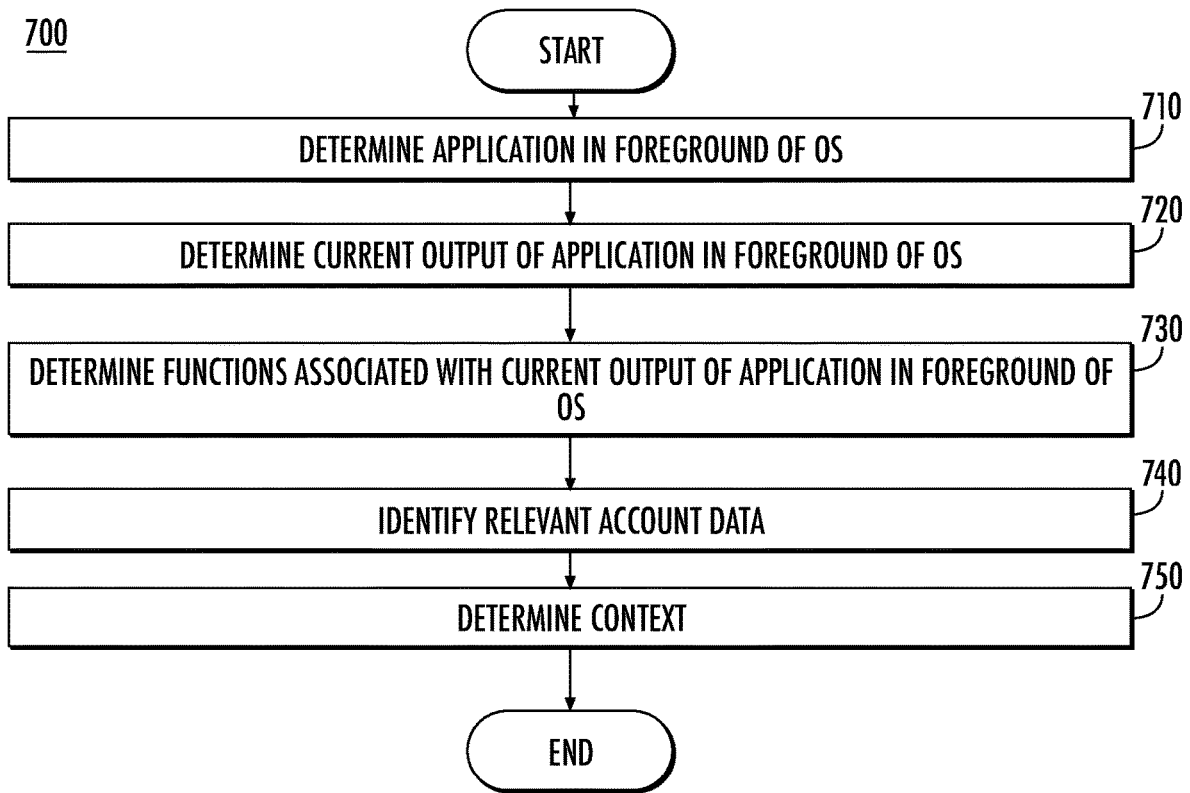 700
START
710
DETERMINE APPLICATION IN FOREGROUND OF OS
720
DETERMINE CURRENT OUTPUT OF APPLICATION IN FOREGROUND OF OS
730
DETERMINE FUNCTIONS ASSOCIATED WITH CURRENT OUTPUT OF APPLICATION IN FOREGROUND OF
OS
740
IDENTIFY RELEVANT ACCOUNT DATA
750
DETERMINE CONTEXT
END